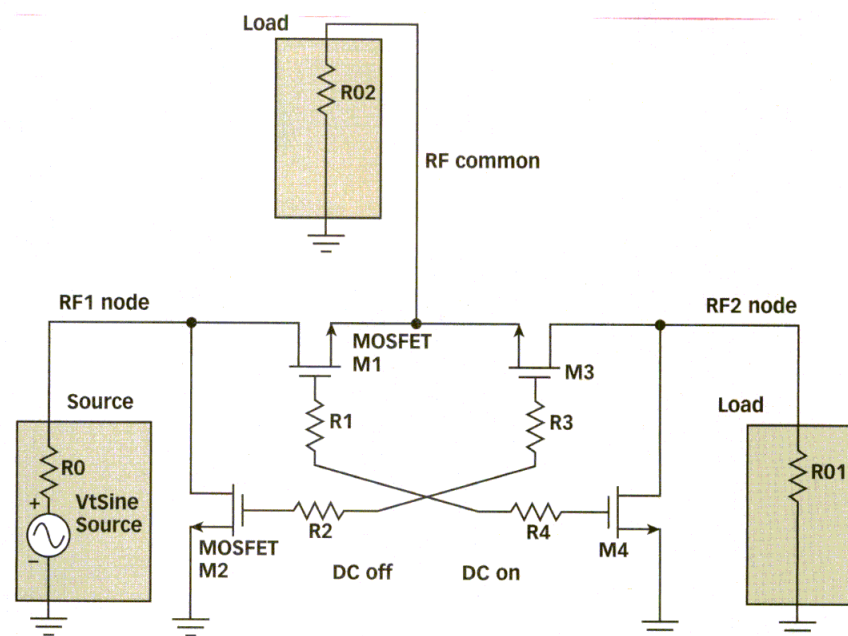 Load
R02
RF common
RF1 node
RF2 node
MOSFET
M1
M3
Source
R1
R3
Load
R0
R01
+
VtSine
Source
–
R2
R4
MOSFET
M2
M4
DC off
DC on